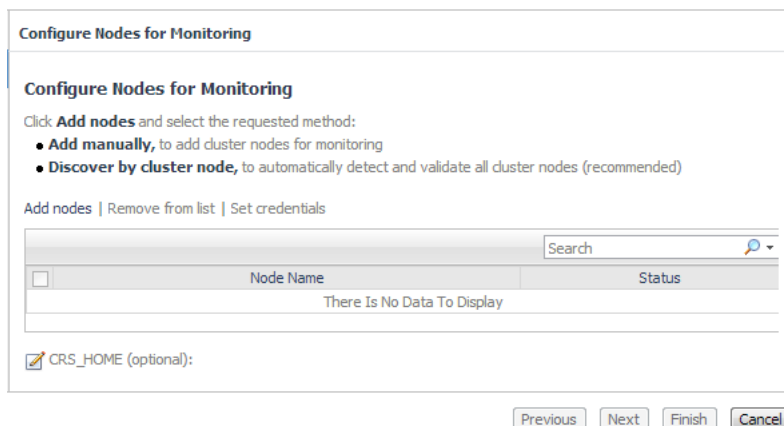 Configure Nodes for Monitoring
Configure Nodes for Monitoring
Click Add nodes and select the requested method:
• Add manually, to add cluster nodes for monitoring
• Discover by cluster node, to automatically detect and validate all cluster nodes (recommended)
Add nodes | Remove from list | Set credentials
Search
Node Name Status
There Is No Data To Display
CRS_HOME (optional):
Previous Next Finish Cancel